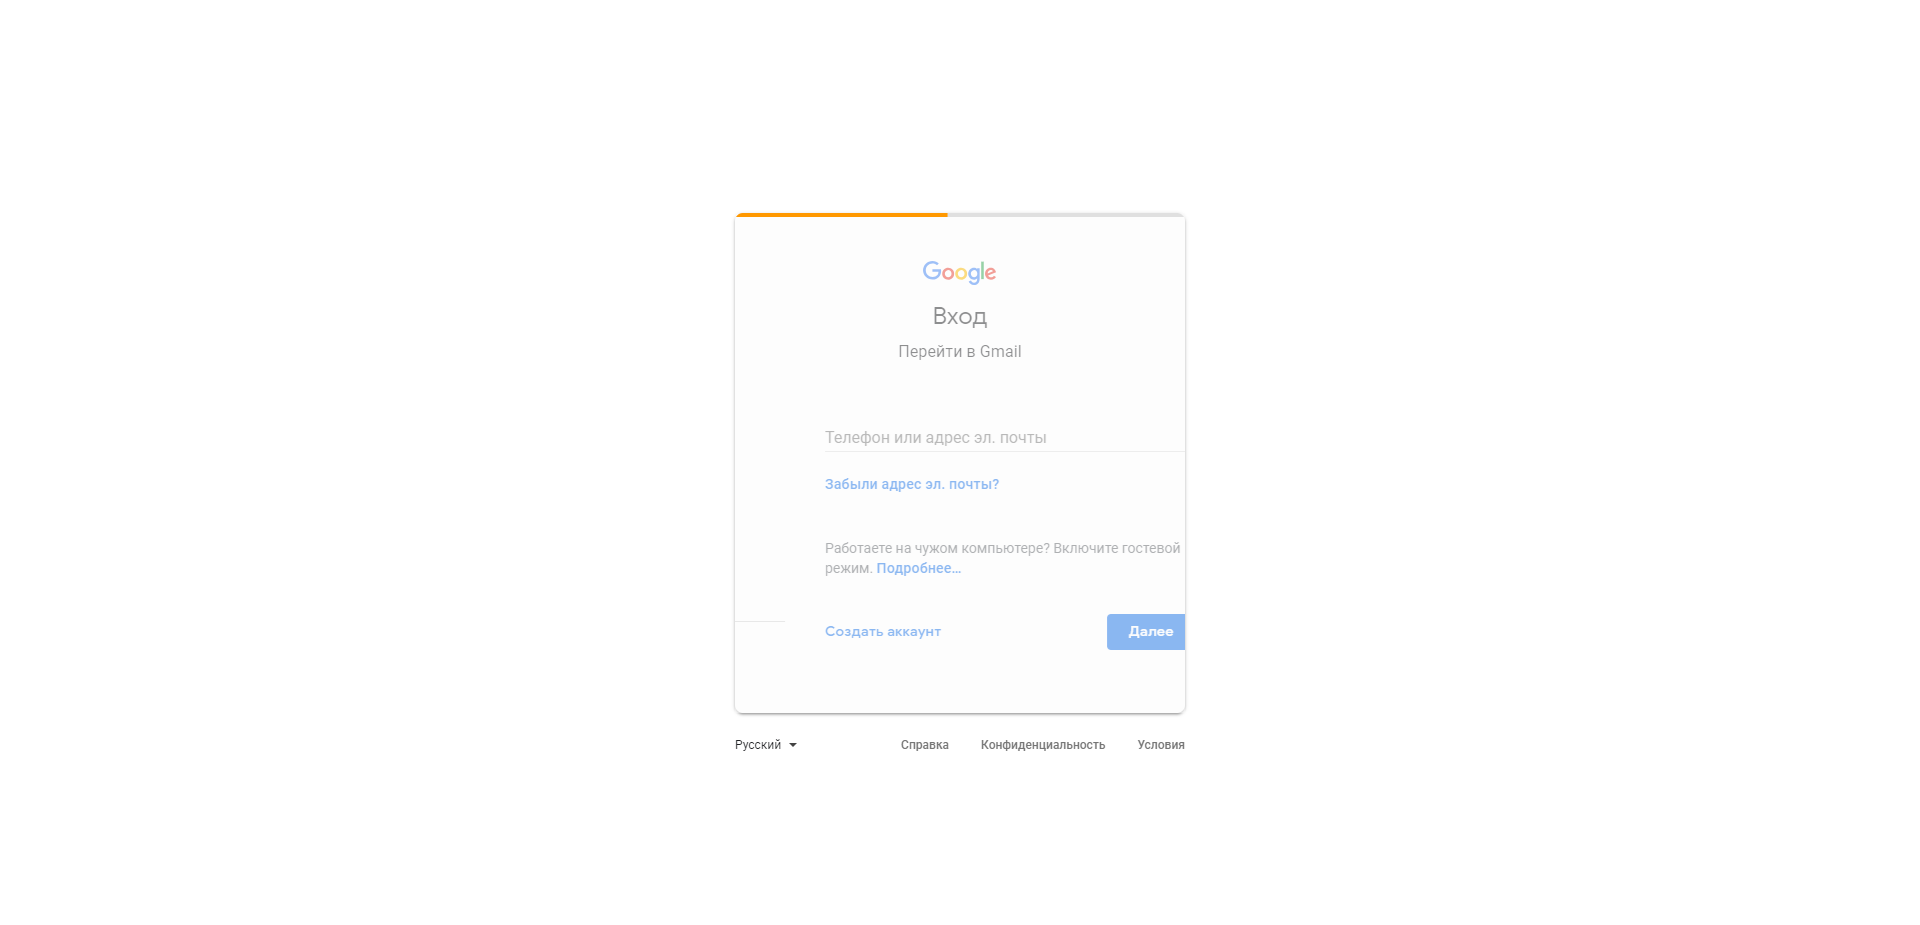 Google
Вход
Перейти в Gmail
Телефон или адрес эл. почты
Забыли адрес эл. почты?
Работаете на чужом компьютере? Включите гостевой
режим. Подробнее…
Создать аккаунт
Далее
Русский
Справка
Конфиденциальность
Условия